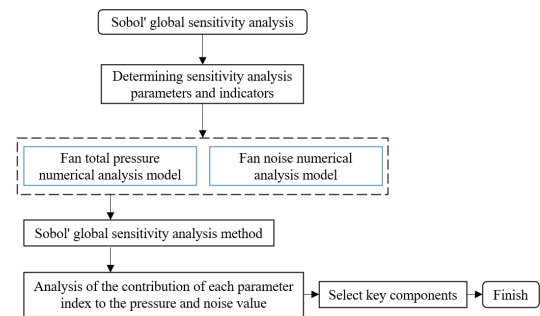 Sobol' global sensitivity analysis
Determining sensitivity analysis
parameters and indicators
Fan total pressure
numerical analysis model
Fan noise numerical
analysis model
Sobol' global sensitivity analysis method
Analysis of the contribution of each parameter
index to the pressure and noise value
Select key components
Finish